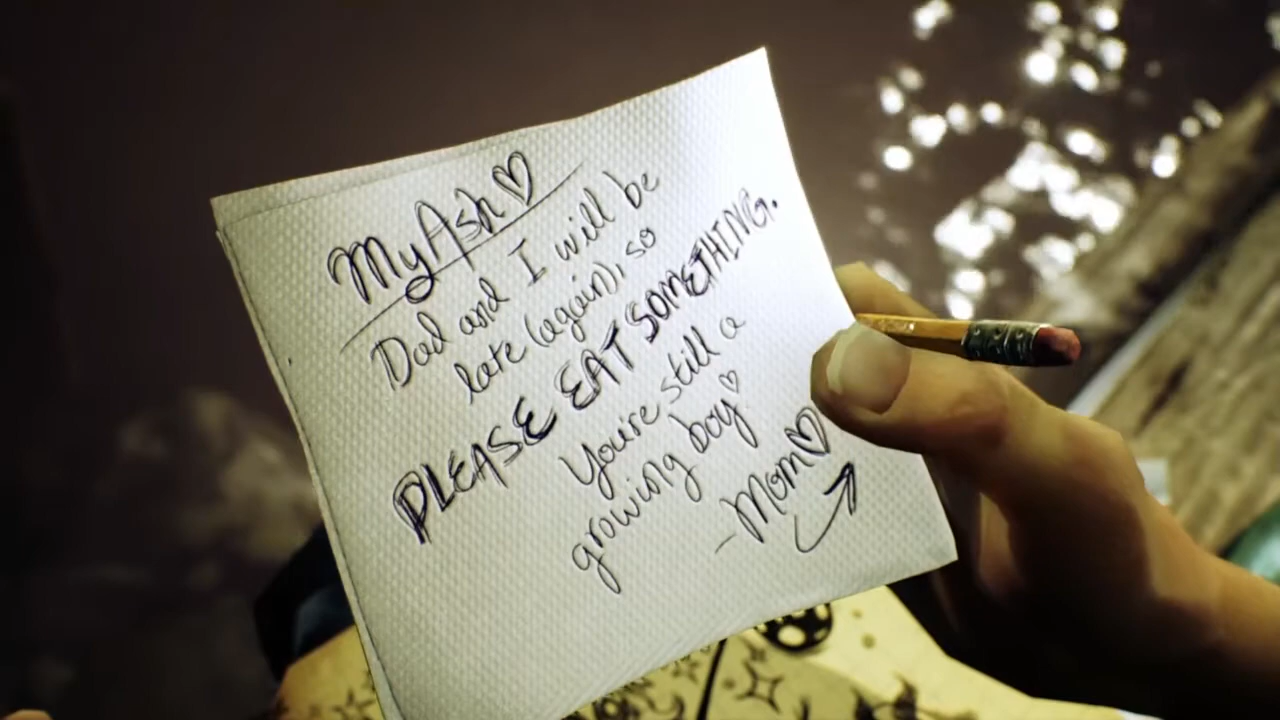 My Ash ♡
Dad and I will be
late (again), so
PLEASE EAT SOMETHING.
You're still a
growing boy ♡
-Mom ♡